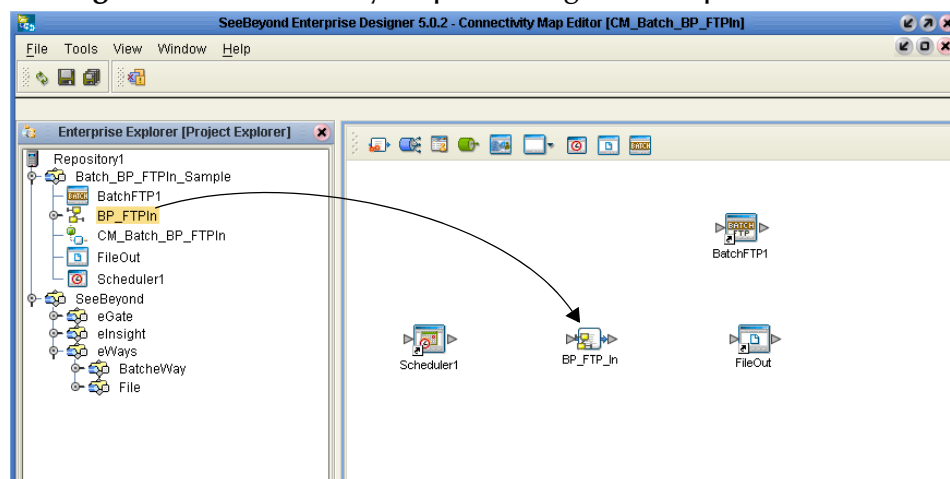 SeeBeyond Enterprise Designer 5.0.2 - Connectivity Map Editor [CM_Batch_BP_FTPIn]
File Tools View Window Help
Enterprise Explorer [Project Explorer]
Repository1
Batch_BP_FTPIn_Sample
BatchFTP1
BP_FTPIn
CM_Batch_BP_FTPIn
FileOut
Scheduler1
SeeBeyond
eGate
eInsight
eWays
BatcheWay
File
BATCH
FTP
BatchFTP1
Scheduler1
BP_FTP_In
FileOut